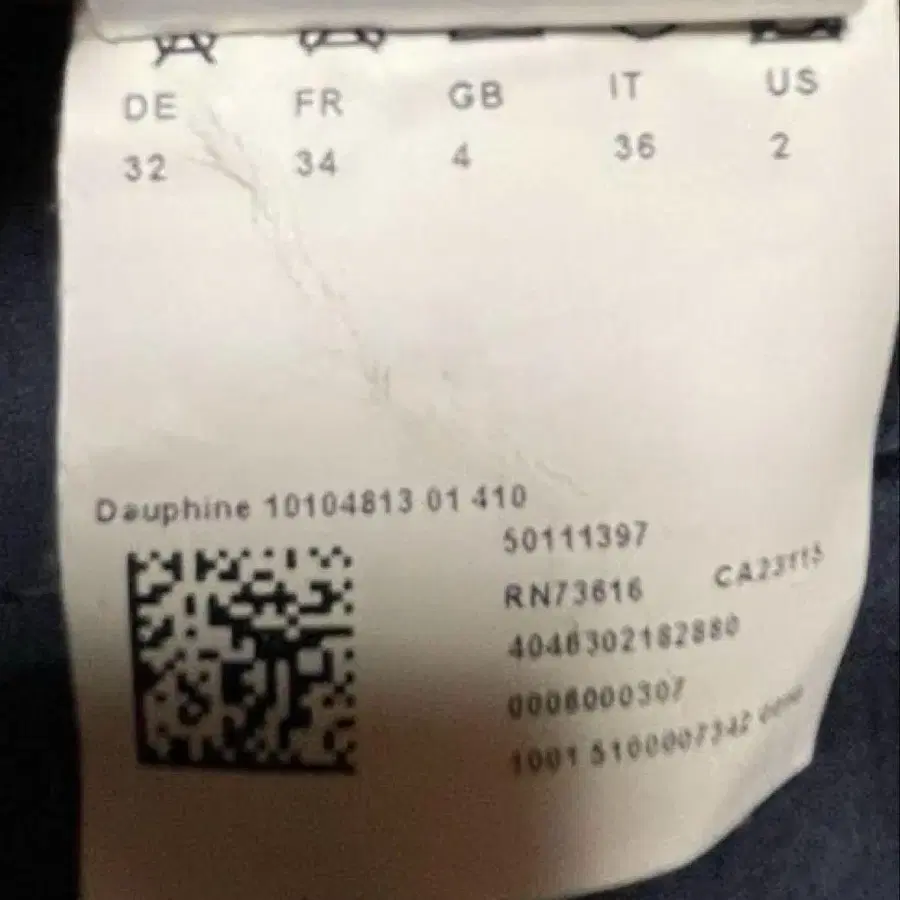 DE FR GB IT US
32 34 4 36 2
Dauphine 10104813 01 410
50111397
RN73616 CA23115
4046302182880
0006000307
1001 5100007342